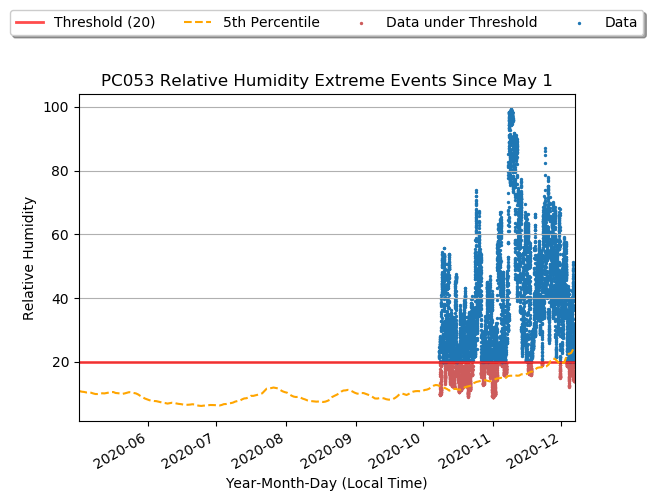 Threshold (20) 5th Percentile Data under Threshold Data
PC053 Relative Humidity Extreme Events Since May 1
100
80
60
40
20
Relative Humidity
2020-06 2020-07 2020-08 2020-09 2020-10 2020-11 2020-12
Year-Month-Day (Local Time)